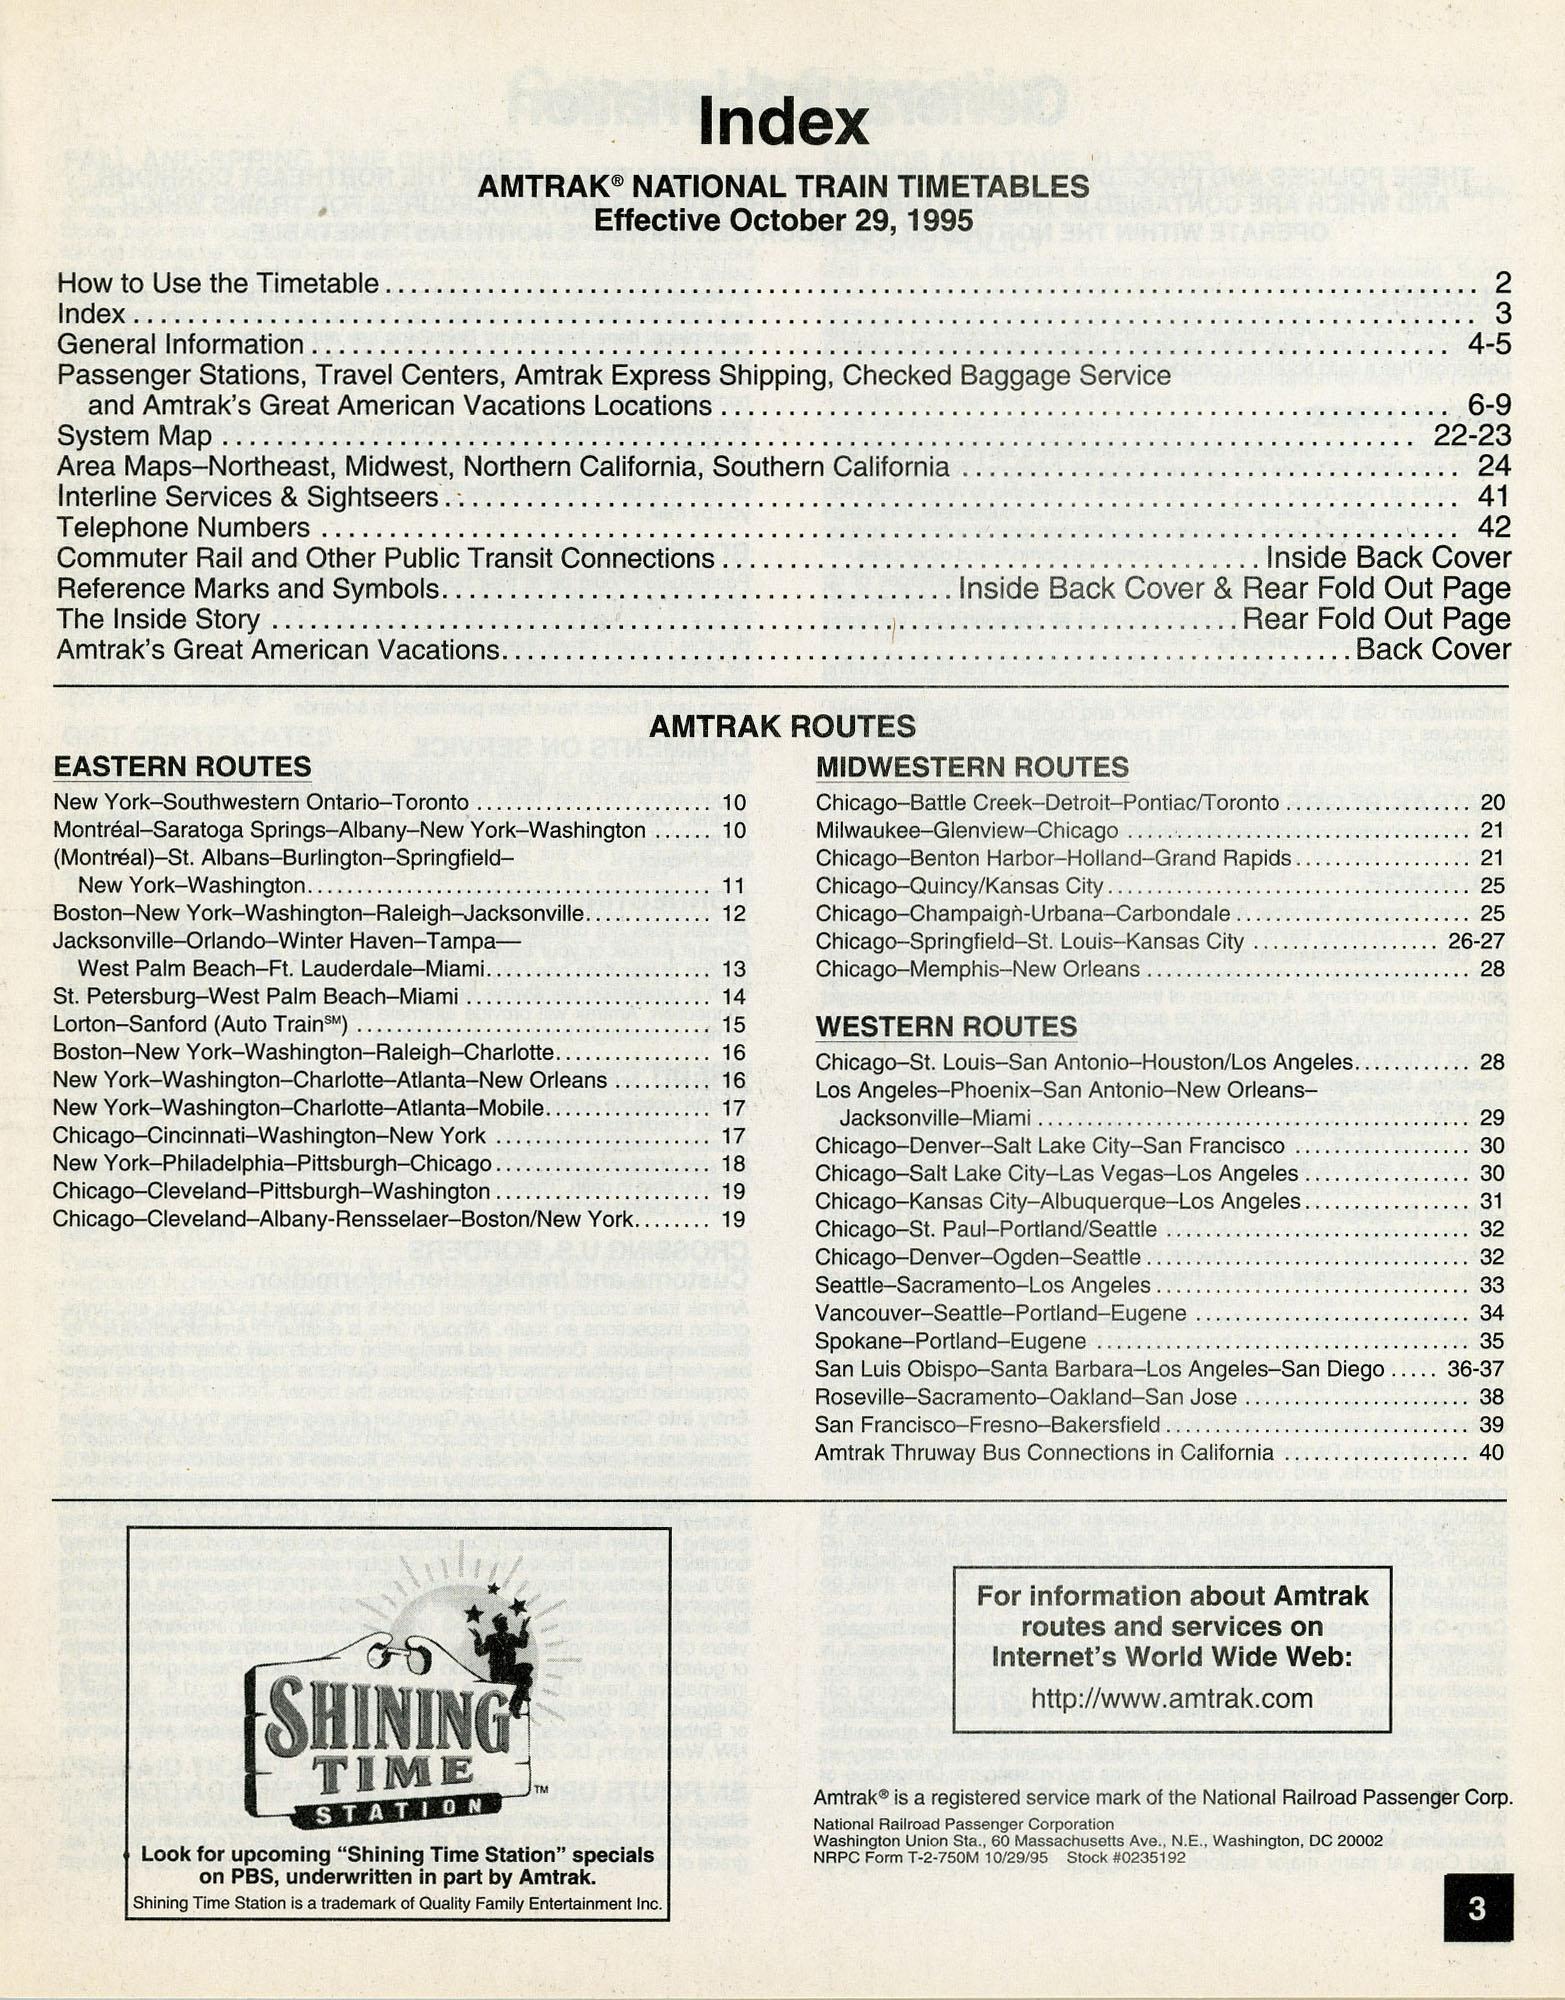 Index
AMTRAK® NATIONAL TRAIN TIMETABLES
Effective October 29, 1995
How to Use the Timetable 2
Index 3
General Information 4-5
Passenger Stations, Travel Centers, Amtrak Express Shipping, Checked Baggage Service
and Amtrak's Great American Vacations Locations 6-9
System Map 22-23
Area Maps–Northeast, Midwest, Northern California, Southern California 24
Interline Services & Sightseers 41
Telephone Numbers 42
Commuter Rail and Other Public Transit Connections Inside Back Cover
Reference Marks and Symbols Inside Back Cover & Rear Fold Out Page
The Inside Story Rear Fold Out Page
Amtrak's Great American Vacations Back Cover
AMTRAK ROUTES
EASTERN ROUTES
New York–Southwestern Ontario–Toronto 10
Montréal–Saratoga Springs–Albany–New York–Washington 10
(Montréal)–St. Albans–Burlington–Springfield–
New York–Washington 11
Boston–New York–Washington–Raleigh–Jacksonville 12
Jacksonville–Orlando–Winter Haven–Tampa—
West Palm Beach–Ft. Lauderdale–Miami 13
St. Petersburg–West Palm Beach–Miami 14
Lorton–Sanford (Auto Train℠) 15
Boston–New York–Washington–Raleigh–Charlotte 16
New York–Washington–Charlotte–Atlanta–New Orleans 16
New York–Washington–Charlotte–Atlanta–Mobile 17
Chicago–Cincinnati–Washington–New York 17
New York–Philadelphia–Pittsburgh–Chicago 18
Chicago–Cleveland–Pittsburgh–Washington 19
Chicago–Cleveland–Albany-Rensselaer–Boston/New York 19
MIDWESTERN ROUTES
Chicago–Battle Creek–Detroit–Pontiac/Toronto 20
Milwaukee–Glenview–Chicago 21
Chicago–Benton Harbor–Holland–Grand Rapids 21
Chicago–Quincy/Kansas City 25
Chicago–Champaign-Urbana–Carbondale 25
Chicago–Springfield–St. Louis–Kansas City 26-27
Chicago–Memphis–New Orleans 28
WESTERN ROUTES
Chicago–St. Louis–San Antonio–Houston/Los Angeles 28
Los Angeles–Phoenix–San Antonio–New Orleans–
Jacksonville–Miami 29
Chicago–Denver–Salt Lake City–San Francisco 30
Chicago–Salt Lake City–Las Vegas–Los Angeles 30
Chicago–Kansas City–Albuquerque–Los Angeles 31
Chicago–St. Paul–Portland/Seattle 32
Chicago–Denver–Ogden–Seattle 32
Seattle–Sacramento–Los Angeles 33
Vancouver–Seattle–Portland–Eugene 34
Spokane–Portland–Eugene 35
San Luis Obispo–Santa Barbara–Los Angeles–San Diego 36-37
Roseville–Sacramento–Oakland–San Jose 38
San Francisco–Fresno–Bakersfield 39
Amtrak Thruway Bus Connections in California 40
SHINING
TIME
STATION ™
Look for upcoming “Shining Time Station” specials
on PBS, underwritten in part by Amtrak.
Shining Time Station is a trademark of Quality Family Entertainment Inc.
For information about Amtrak
routes and services on
Internet's World Wide Web:
http://www.amtrak.com
Amtrak® is a registered service mark of the National Railroad Passenger Corp.
National Railroad Passenger Corporation
Washington Union Sta., 60 Massachusetts Ave., N.E., Washington, DC 20002
NRPC Form T-2-750M 10/29/95 Stock #0235192
3